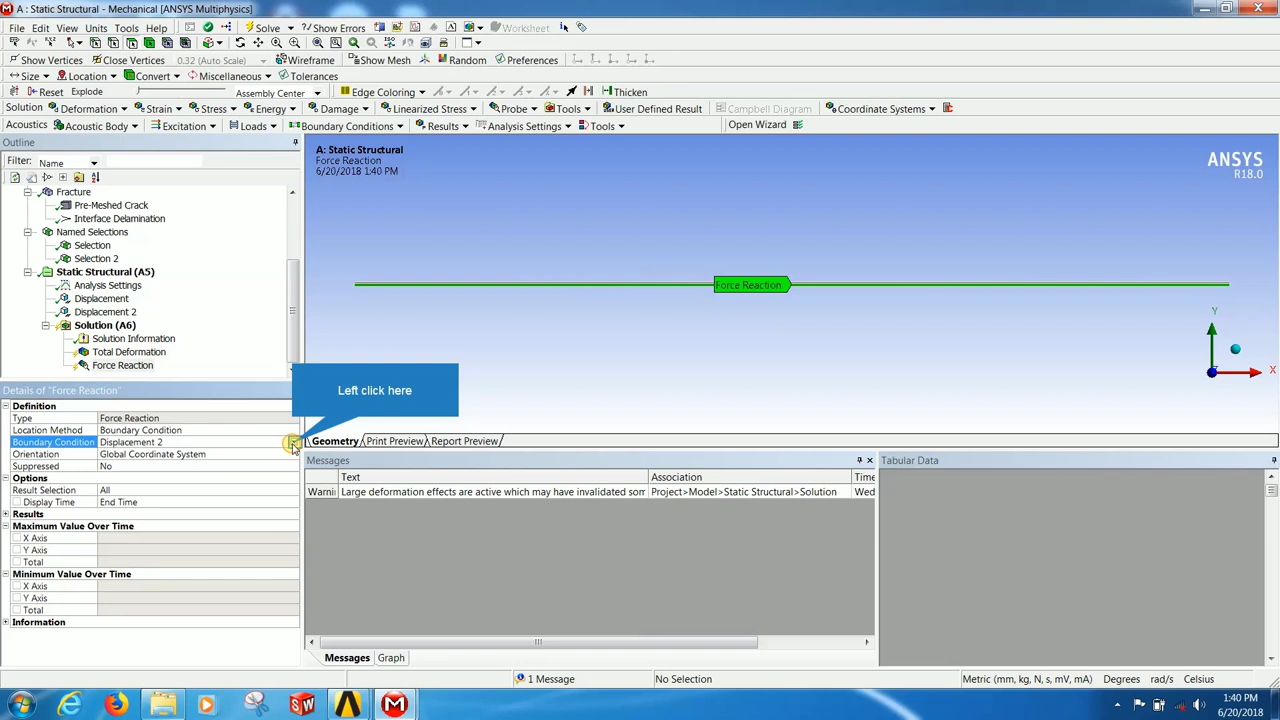 A : Static Structural - Mechanical [ANSYS Multiphysics]
File Edit View Units Tools Help Solve Show Errors Worksheet
Show Vertices Close Vertices 0.32 (Auto Scale) Wireframe Show Mesh Random Preferences
Size Location Convert Miscellaneous Tolerances
Reset Explode Assembly Center Edge Coloring Thicken
Solution Deformation Strain Stress Energy Damage Linearized Stress Probe Tools User Defined Result Campbell Diagram Coordinate Systems
Acoustics Acoustic Body Excitation Loads Boundary Conditions Results Analysis Settings Tools Open Wizard
Outline
Filter: Name
Fracture
Pre-Meshed Crack
Interface Delamination
Named Selections
Selection
Selection 2
Static Structural (A5)
Analysis Settings
Displacement
Displacement 2
Solution (A6)
Solution Information
Total Deformation
Force Reaction
A: Static Structural
Force Reaction
6/20/2018 1:40 PM
ANSYS
R18.0
Force Reaction
Y
X
Left click here
Details of "Force Reaction"
Definition
Type Force Reaction
Location Method Boundary Condition
Boundary Condition Displacement 2
Orientation Global Coordinate System
Suppressed No
Options
Result Selection All
Display Time End Time
Results
Maximum Value Over Time
X Axis
Y Axis
Total
Minimum Value Over Time
X Axis
Y Axis
Total
Information
Geometry Print Preview Report Preview
Messages
Text Association Time
Warni Large deformation effects are active which may have invalidated som Project>Model>Static Structural>Solution Wed
Messages Graph
Tabular Data
1 Message No Selection Metric (mm, kg, N, s, mV, mA) Degrees rad/s Celsius
1:40 PM
6/20/2018